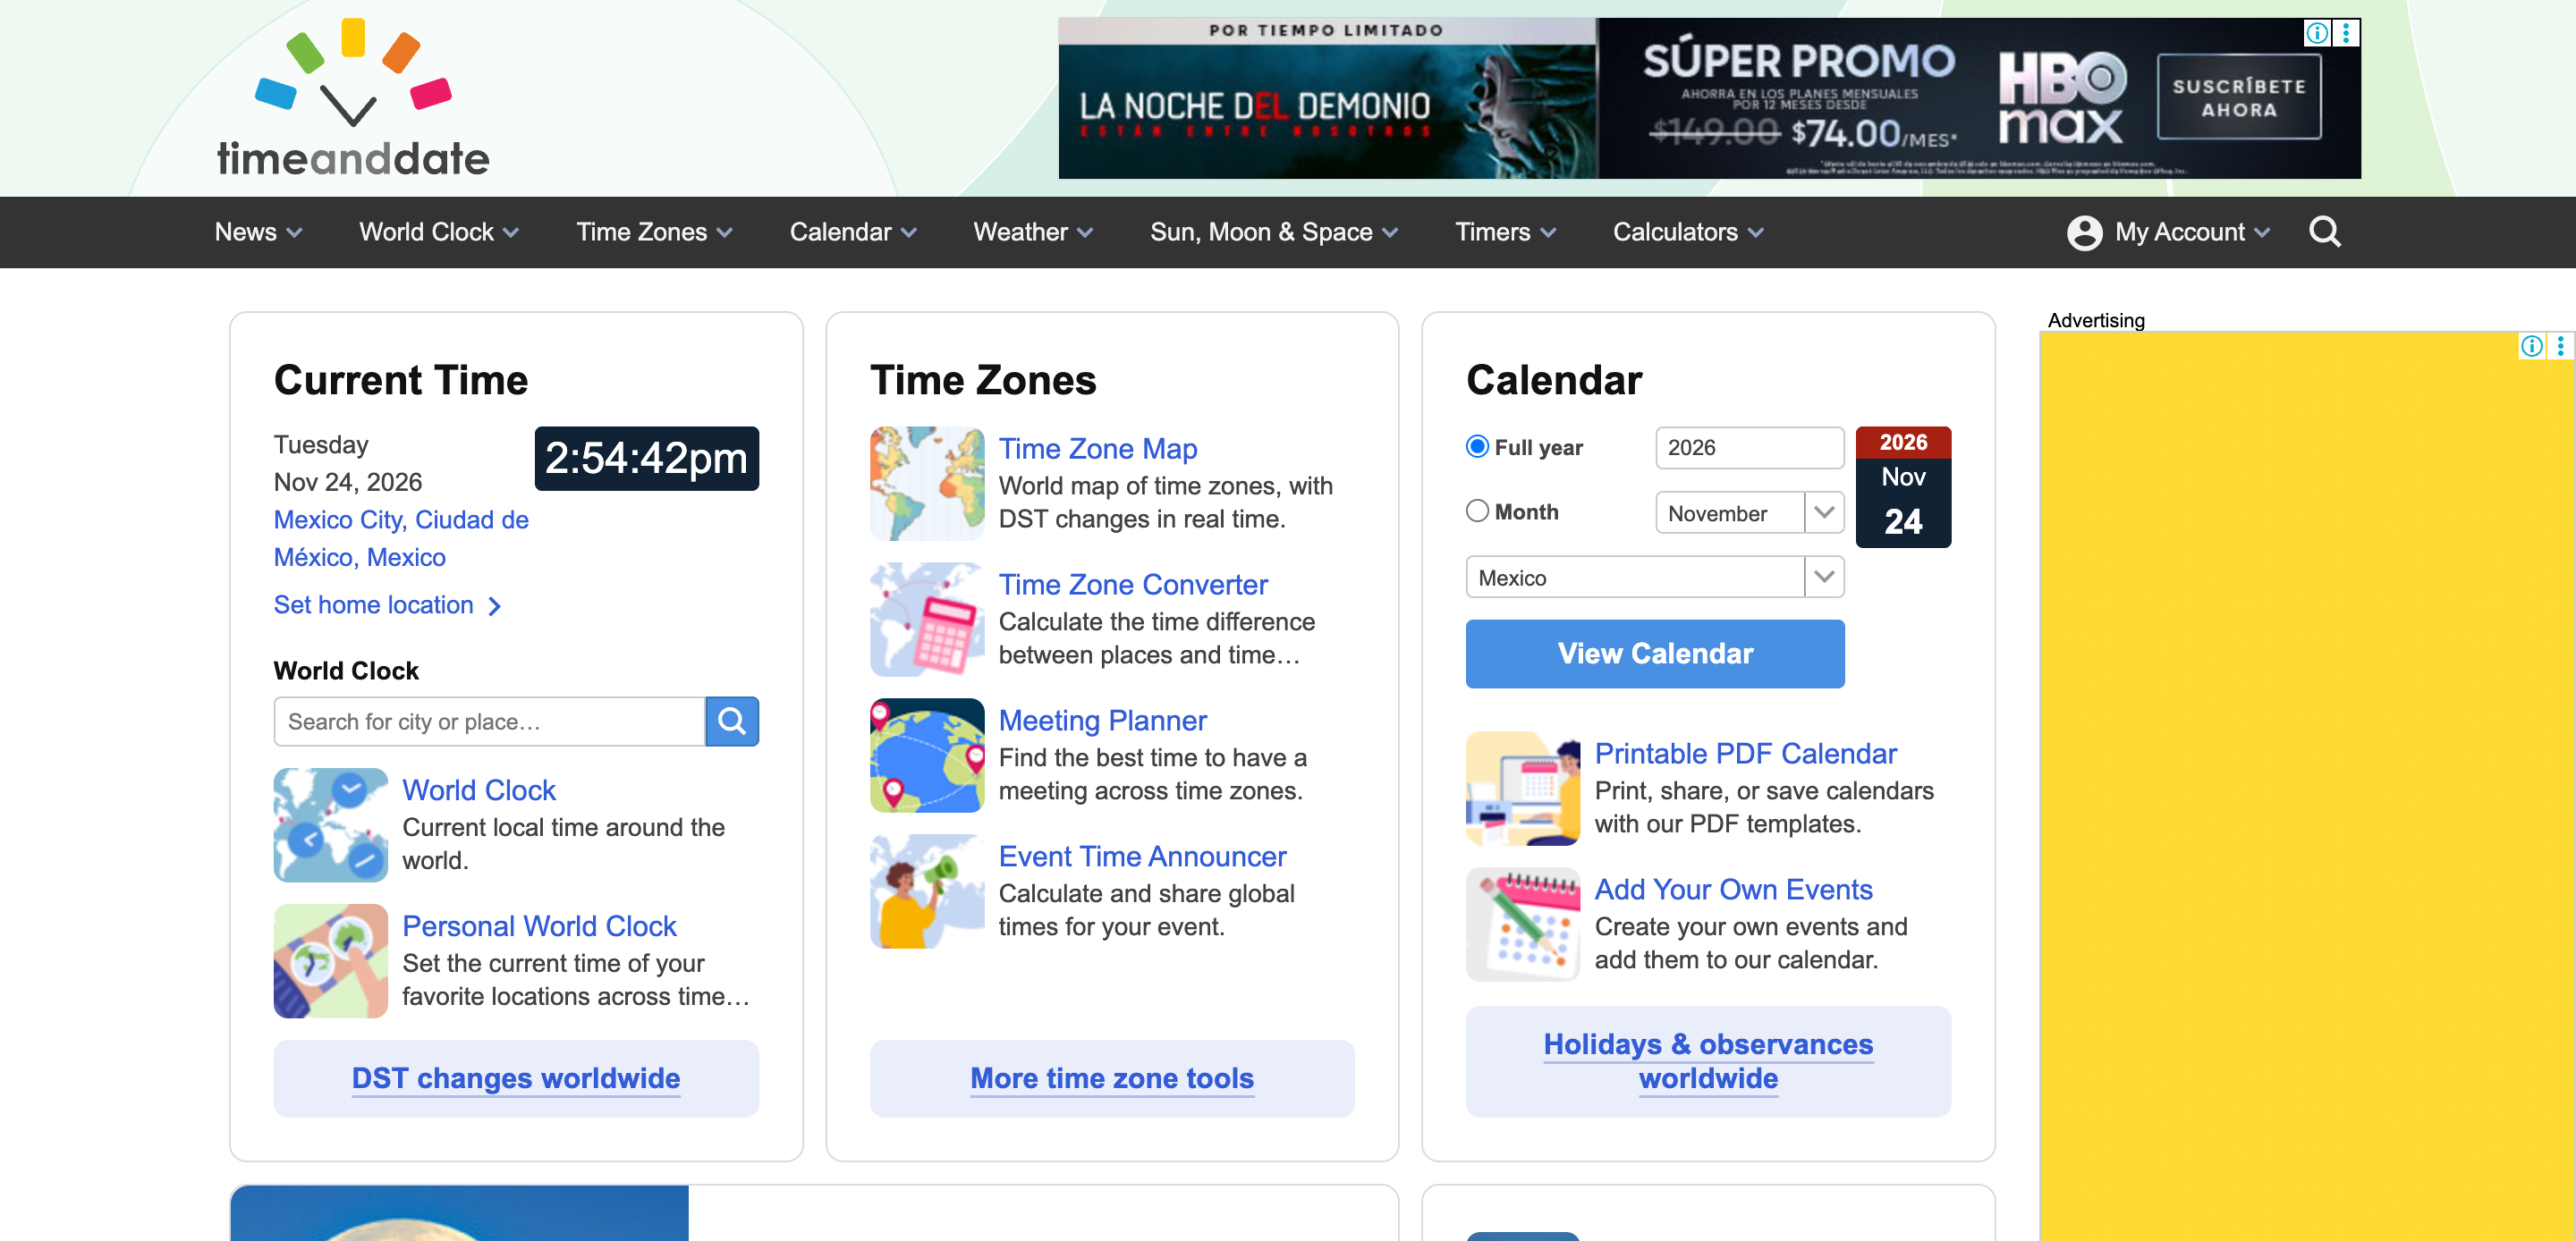 timeanddate
POR TIEMPO LIMITADO
LA NOCHE DEL DEMONIO
ESTÁN ENTRE NOSOTROS
SÚPER PROMO
AHORRA EN LOS PLANES MENSUALES
POR 12 MESES DESDE
$149.00 $74.00/MES*
HBO
max
SUSCRÍBETE
AHORA
News
World Clock
Time Zones
Calendar
Weather
Sun, Moon & Space
Timers
Calculators
My Account
Current Time
Tuesday
Nov 24, 2026
Mexico City, Ciudad de
México, Mexico
2:54:42pm
Set home location
World Clock
Search for city or place…
World Clock
Current local time around the
world.
Personal World Clock
Set the current time of your
favorite locations across time…
DST changes worldwide
Time Zones
Time Zone Map
World map of time zones, with
DST changes in real time.
Time Zone Converter
Calculate the time difference
between places and time…
Meeting Planner
Find the best time to have a
meeting across time zones.
Event Time Announcer
Calculate and share global
times for your event.
More time zone tools
Calendar
Full year
2026
Month
November
Mexico
2026
Nov
24
View Calendar
Printable PDF Calendar
Print, share, or save calendars
with our PDF templates.
Add Your Own Events
Create your own events and
add them to our calendar.
Holidays & observances
worldwide
Advertising